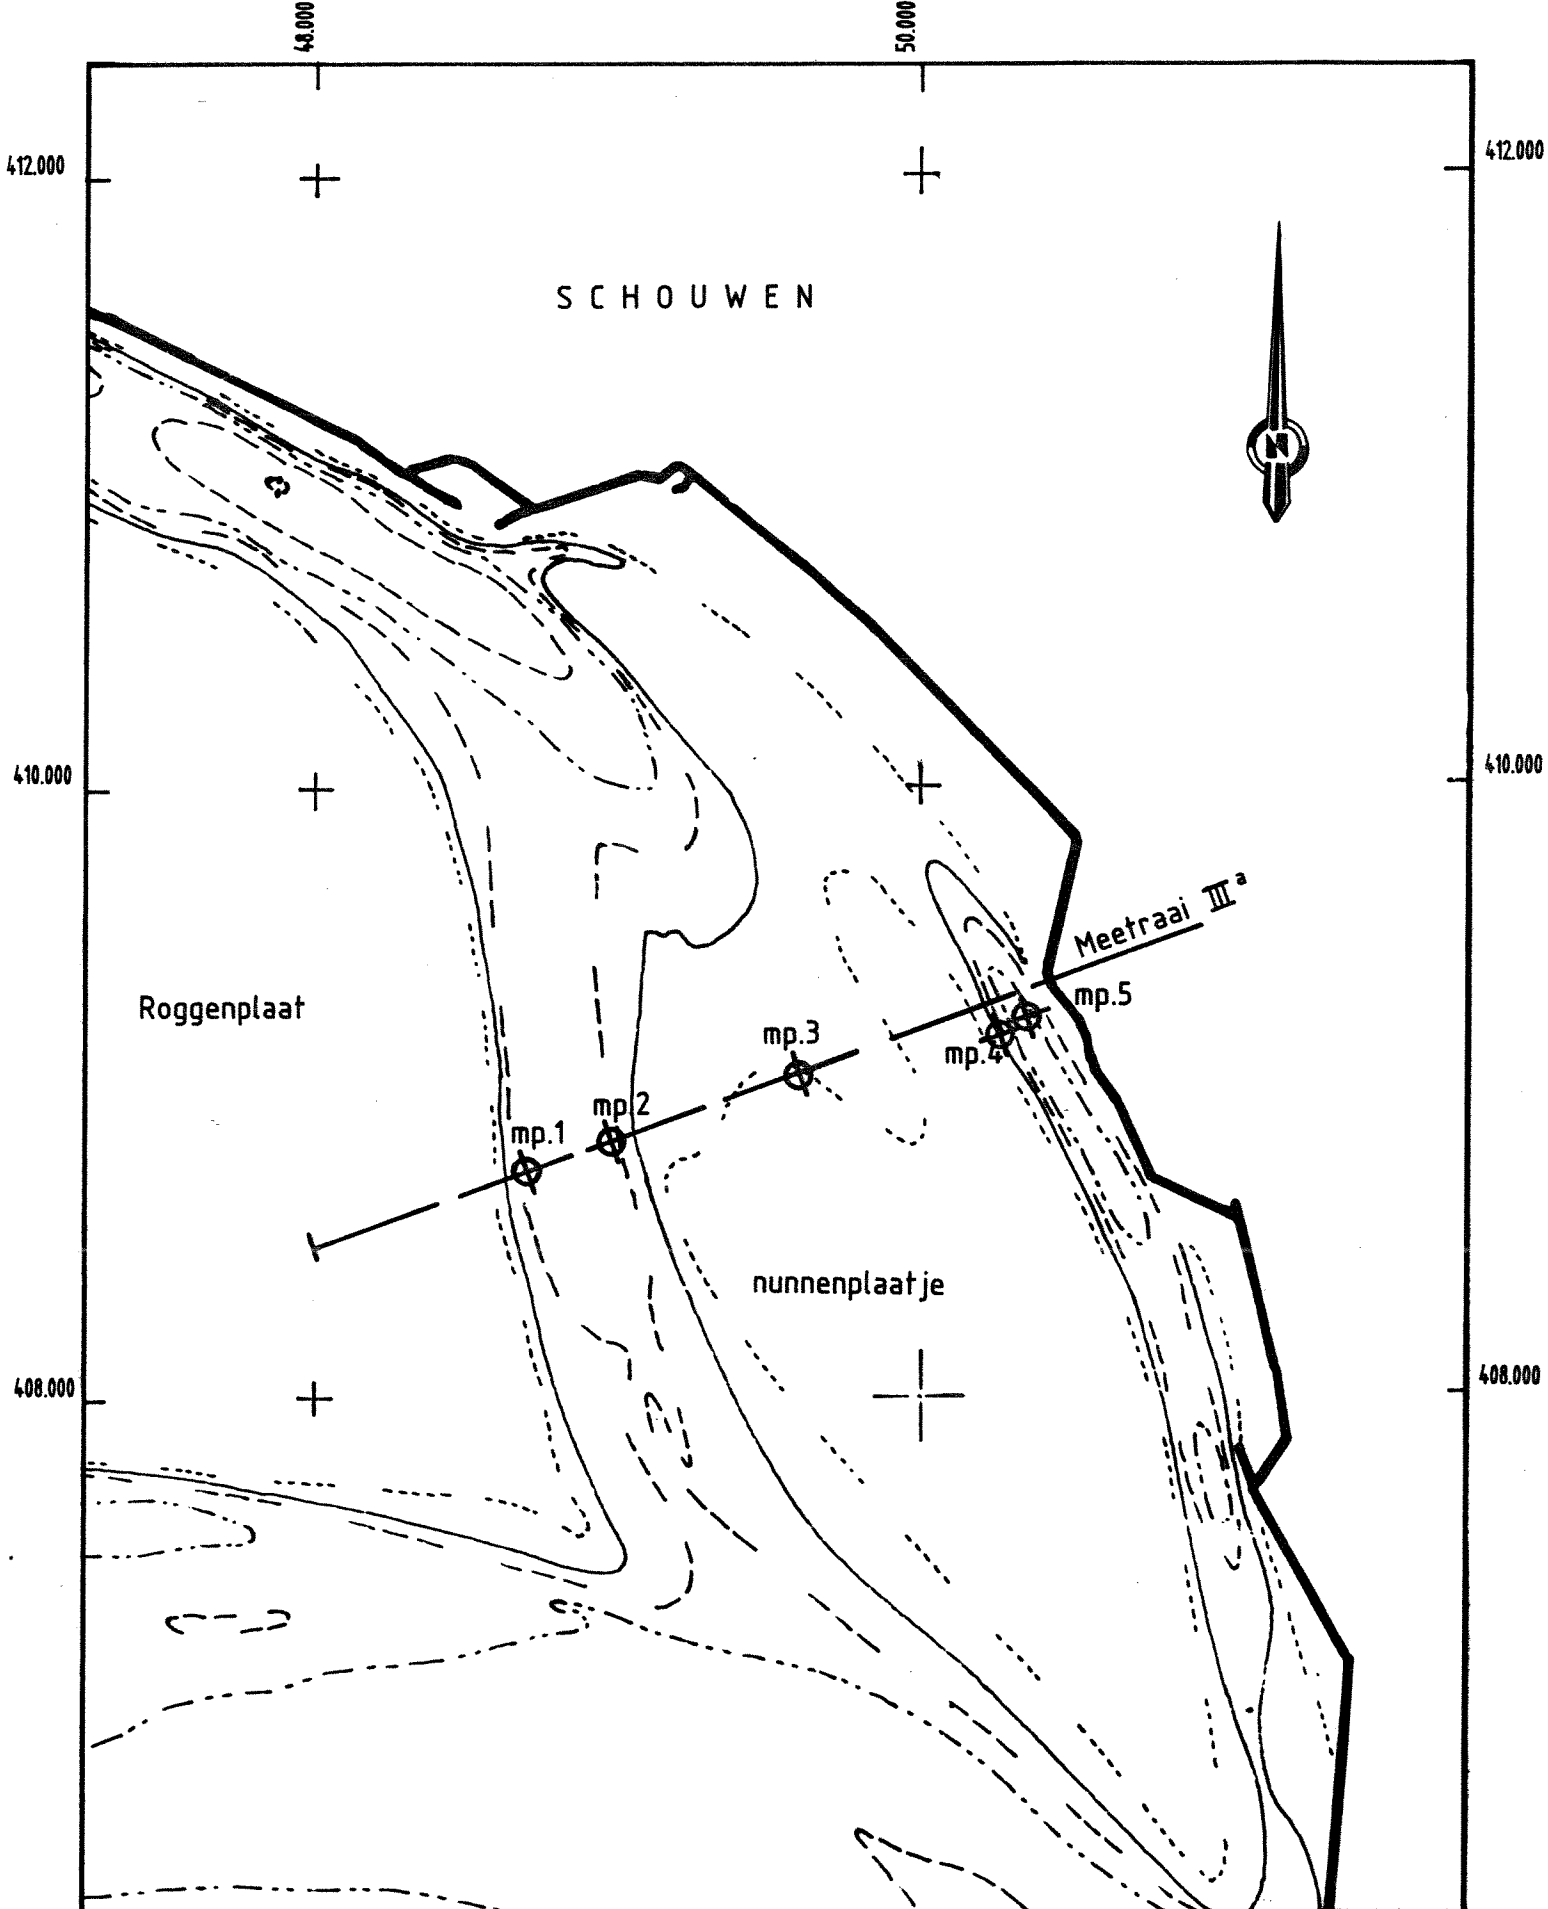 48.000
50.000
412.000
412.000
SCHOUWEN
N
410.000
410.000
Meetraai III a
Roggenplaat
mp.5
mp.3
mp.4
mp.2
mp.1
nunnenplaatje
408.000
408.000